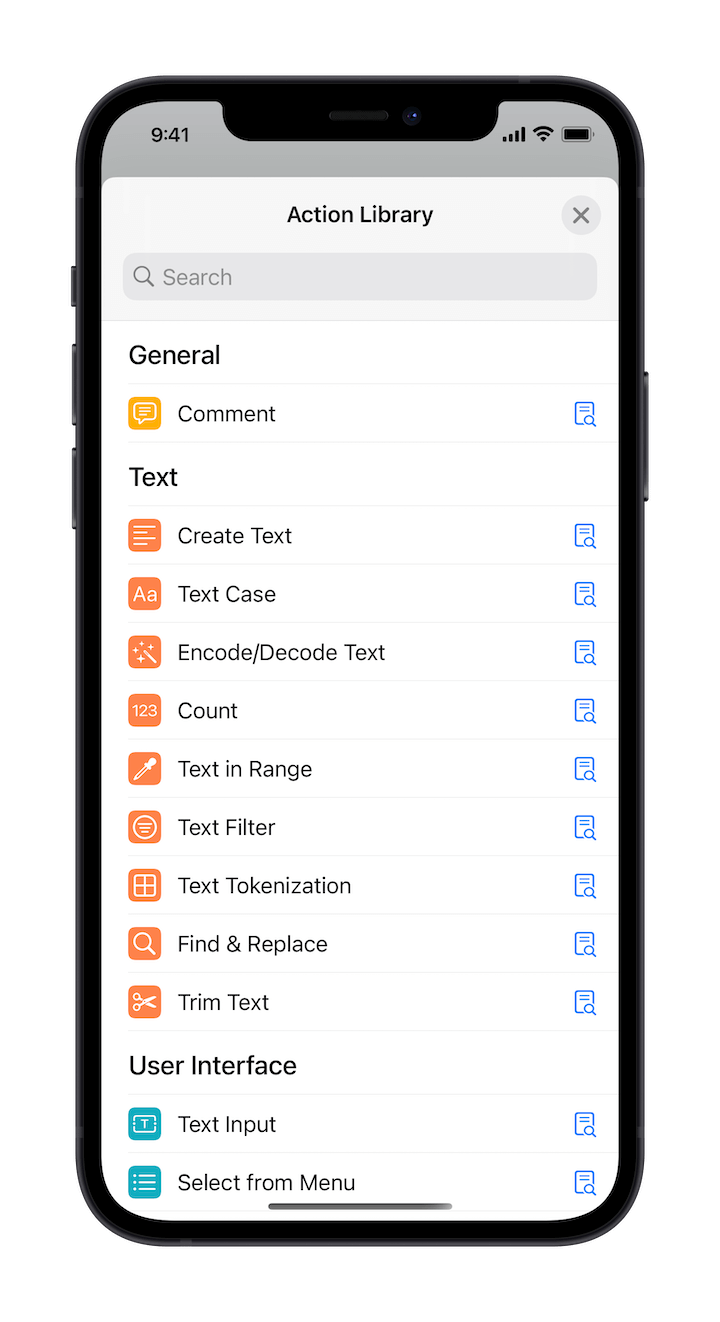 9:41
Action Library
Search
General
Comment
Text
Create Text
Aa Text Case
Encode/Decode Text
123 Count
Text in Range
Text Filter
Text Tokenization
Find & Replace
Trim Text
User Interface
T Text Input
Select from Menu